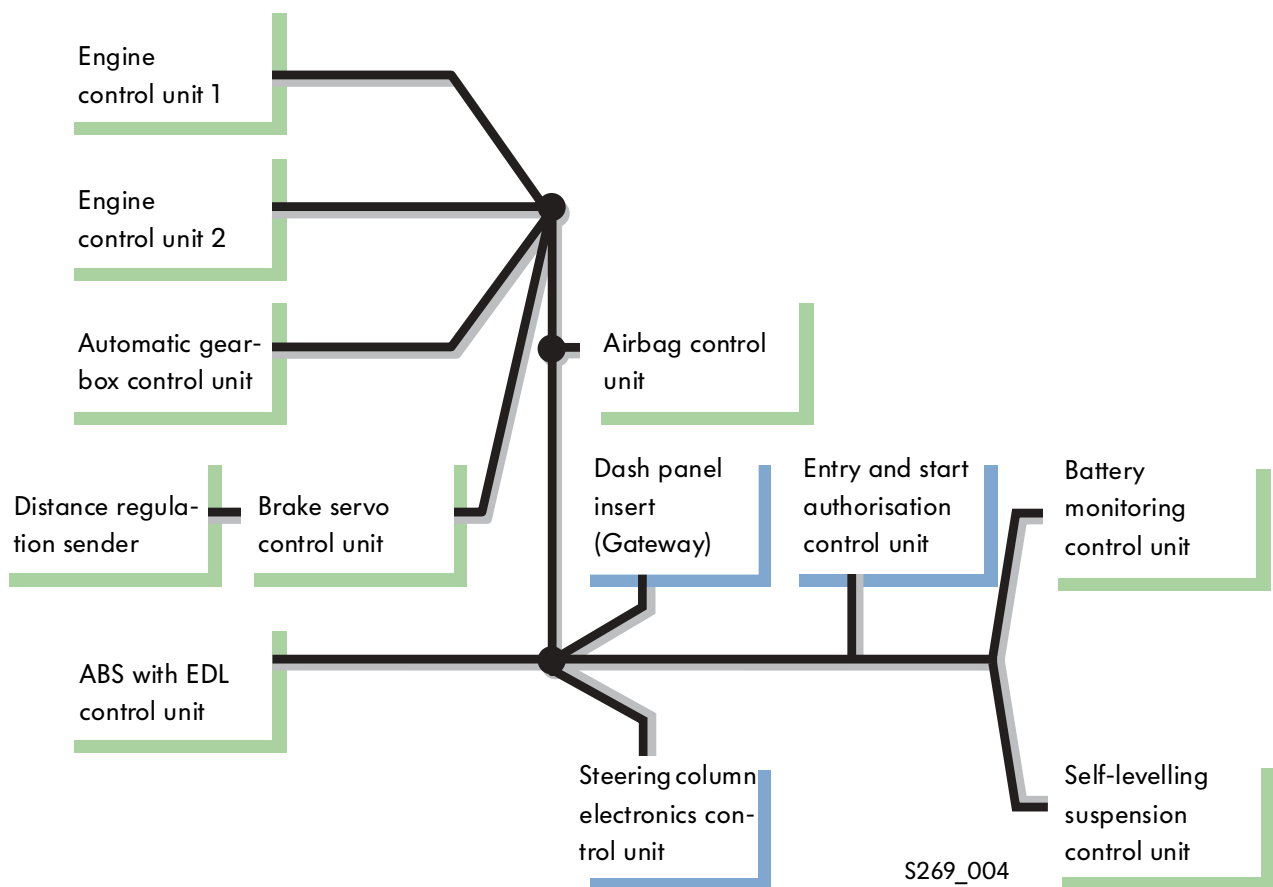 Engine
control unit 1
Engine
control unit 2
Automatic gear-
box control unit
Airbag control
unit
Distance regula-
tion sender
Brake servo
control unit
Dash panel
insert
(Gateway)
Entry and start
authorisation
control unit
Battery
monitoring
control unit
ABS with EDL
control unit
Steering column
electronics con-
trol unit
Self-levelling
suspension
control unit
S269_004